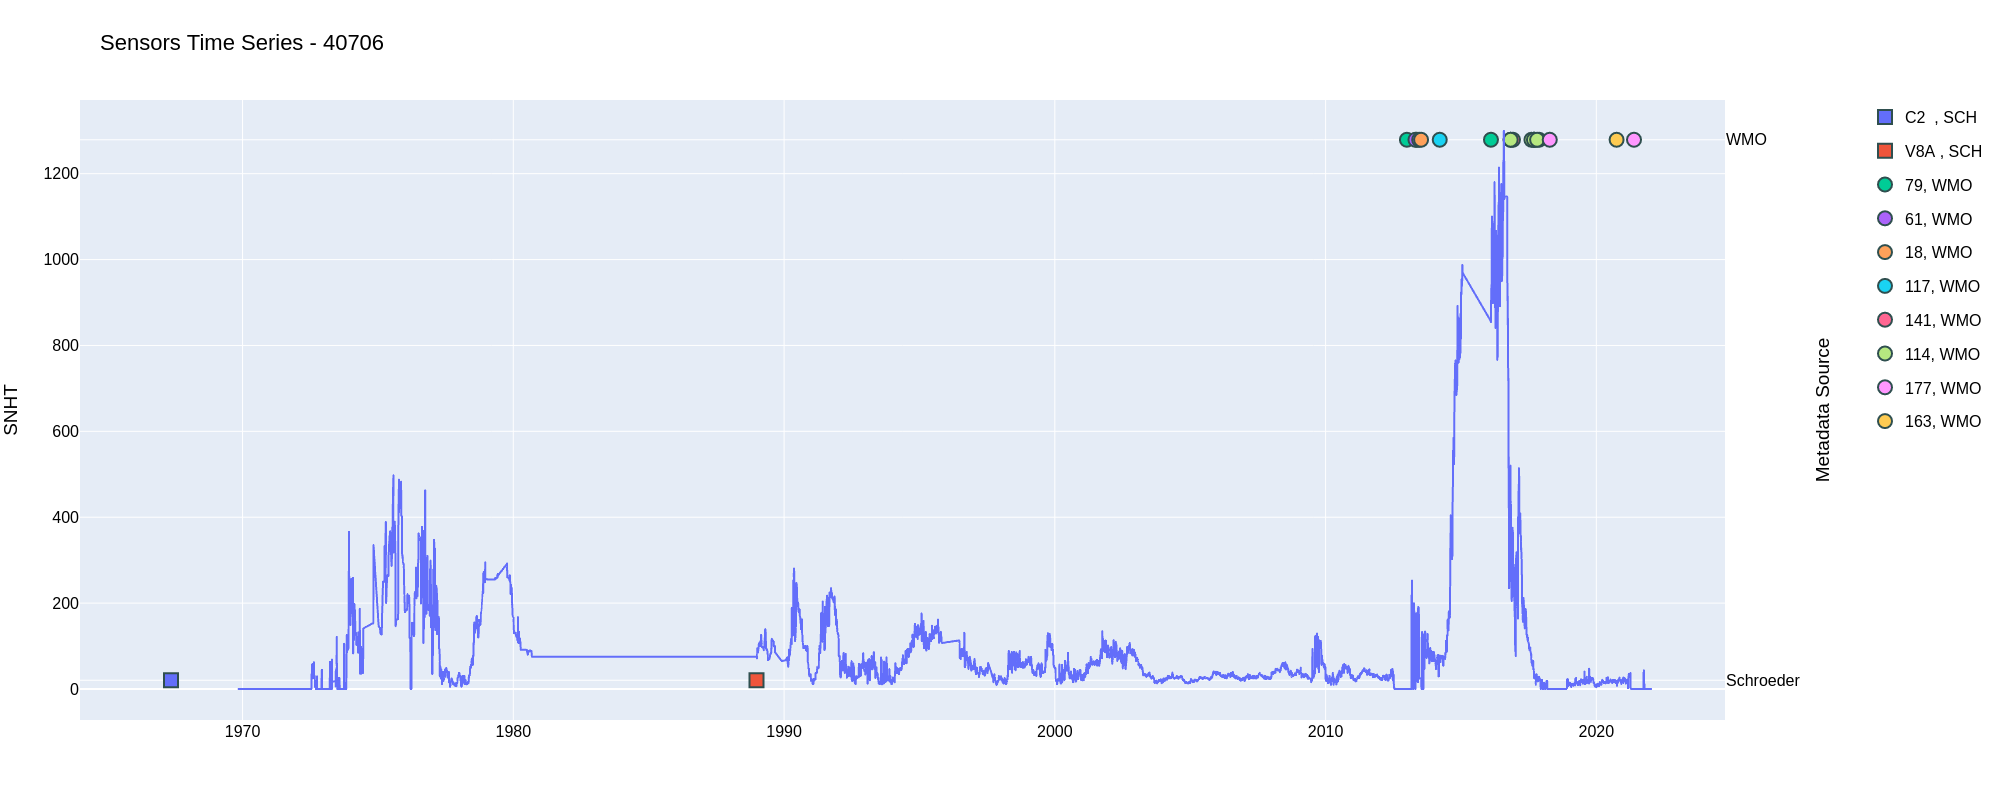 Sensors Time Series - 40706
SNHT
1200
1000
800
600
400
200
0
1970
1980
1990
2000
2010
2020
WMO
Schroeder
Metadata Source
C2 , SCH
V8A , SCH
79, WMO
61, WMO
18, WMO
117, WMO
141, WMO
114, WMO
177, WMO
163, WMO